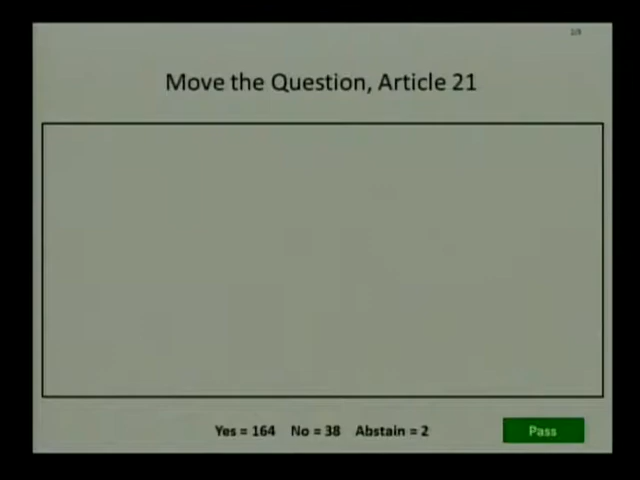 Move the Question, Article 21
Yes = 164 No = 38 Abstain = 2
Pass